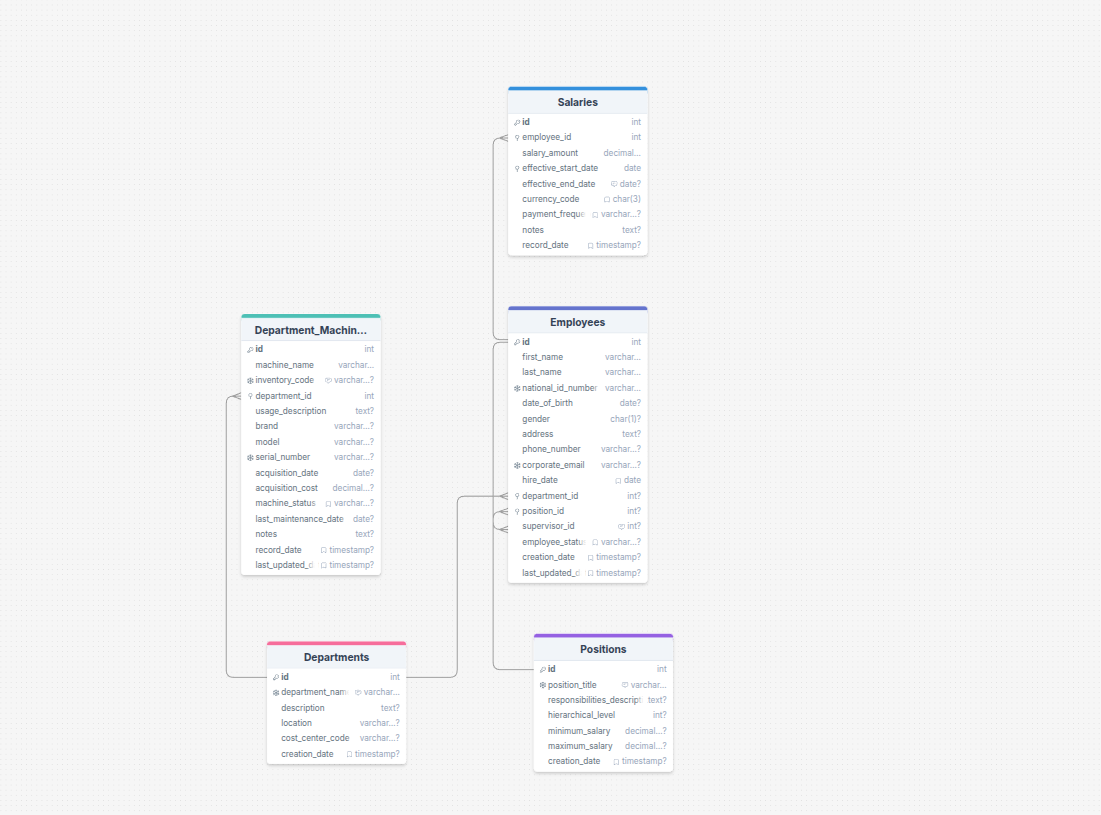 Salaries
id int
employee_id int
salary_amount decimal...
effective_start_date date
effective_end_date date?
currency_code char(3)
payment_freque varchar...?
notes text?
record_date timestamp?
Department_Machin...
id int
machine_name varchar...
inventory_code varchar...?
department_id int
usage_description text?
brand varchar...?
model varchar...?
serial_number varchar...?
acquisition_date date?
acquisition_cost decimal...?
machine_status varchar...?
last_maintenance_date date?
notes text?
record_date timestamp?
last_updated_d timestamp?
Employees
id int
first_name varchar...
last_name varchar...
national_id_number varchar...
date_of_birth date?
gender char(1)?
address text?
phone_number varchar...?
corporate_email varchar...?
hire_date date
department_id int?
position_id int?
supervisor_id int?
employee_statu varchar...?
creation_date timestamp?
last_updated_d timestamp?
Departments
id int
department_nam varchar...
description text?
location varchar...?
cost_center_code varchar...?
creation_date timestamp?
Positions
id int
position_title varchar...
responsibilities_descript text?
hierarchical_level int?
minimum_salary decimal...?
maximum_salary decimal...?
creation_date timestamp?